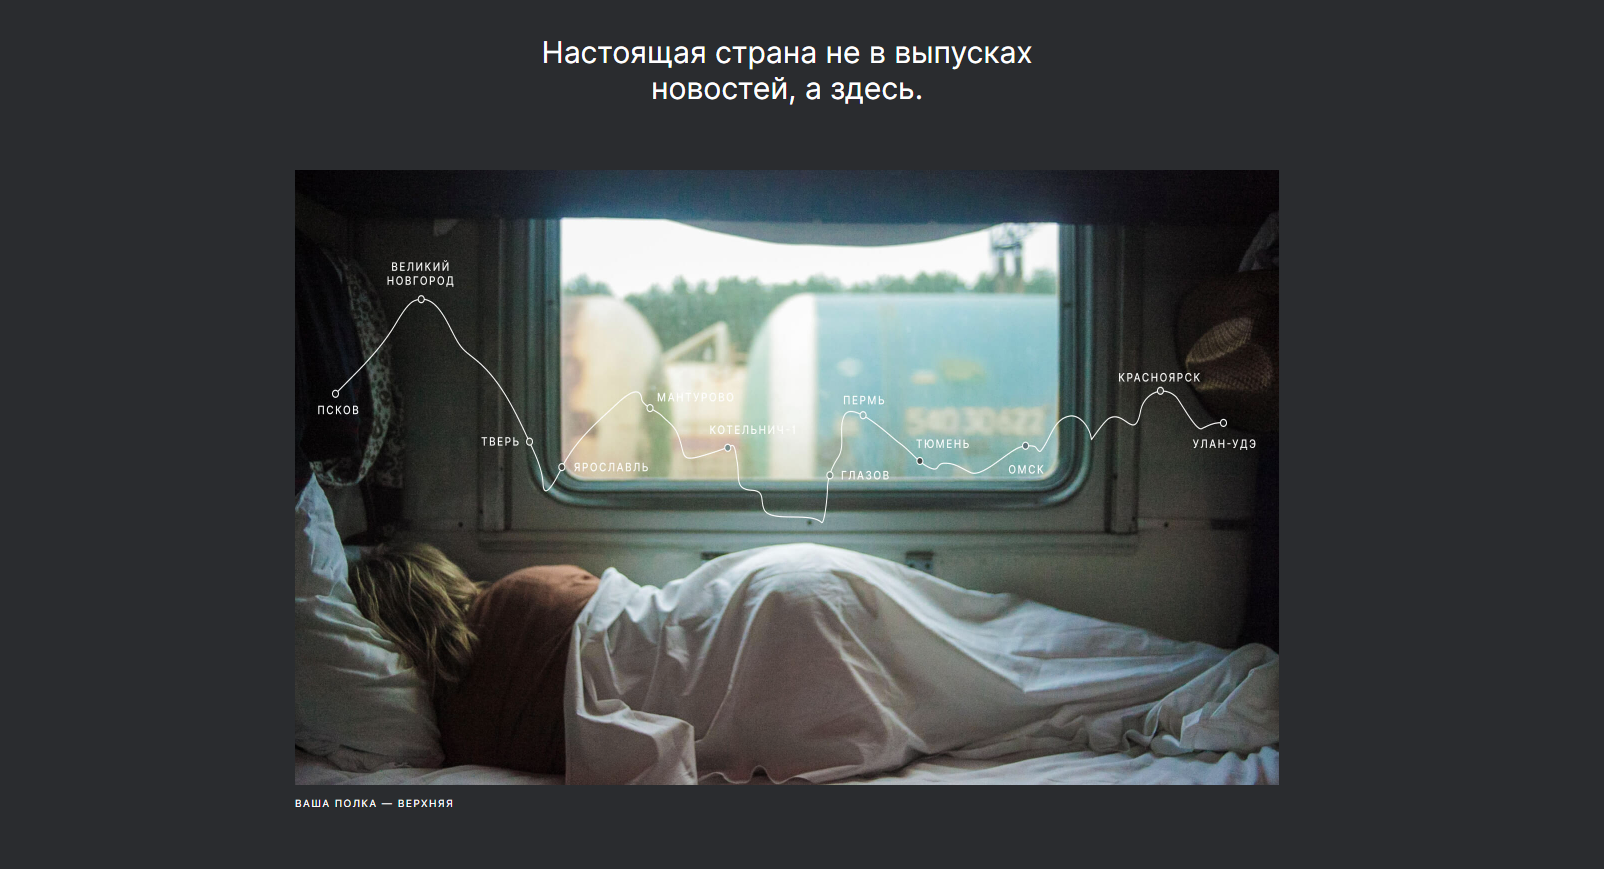 Настоящая страна не в выпусках
новостей, а здесь.
ВЕЛИКИЙ
НОВГОРОД
ПСКОВ
ТВЕРЬ
ЯРОСЛАВЛЬ
МАНТУРОВО
КОТЕЛЬНИЧ-1
ГЛАЗОВ
ПЕРМЬ
ТЮМЕНЬ
ОМСК
КРАСНОЯРСК
УЛАН-УДЭ
54030622
ВАША ПОЛКА — ВЕРХНЯЯ